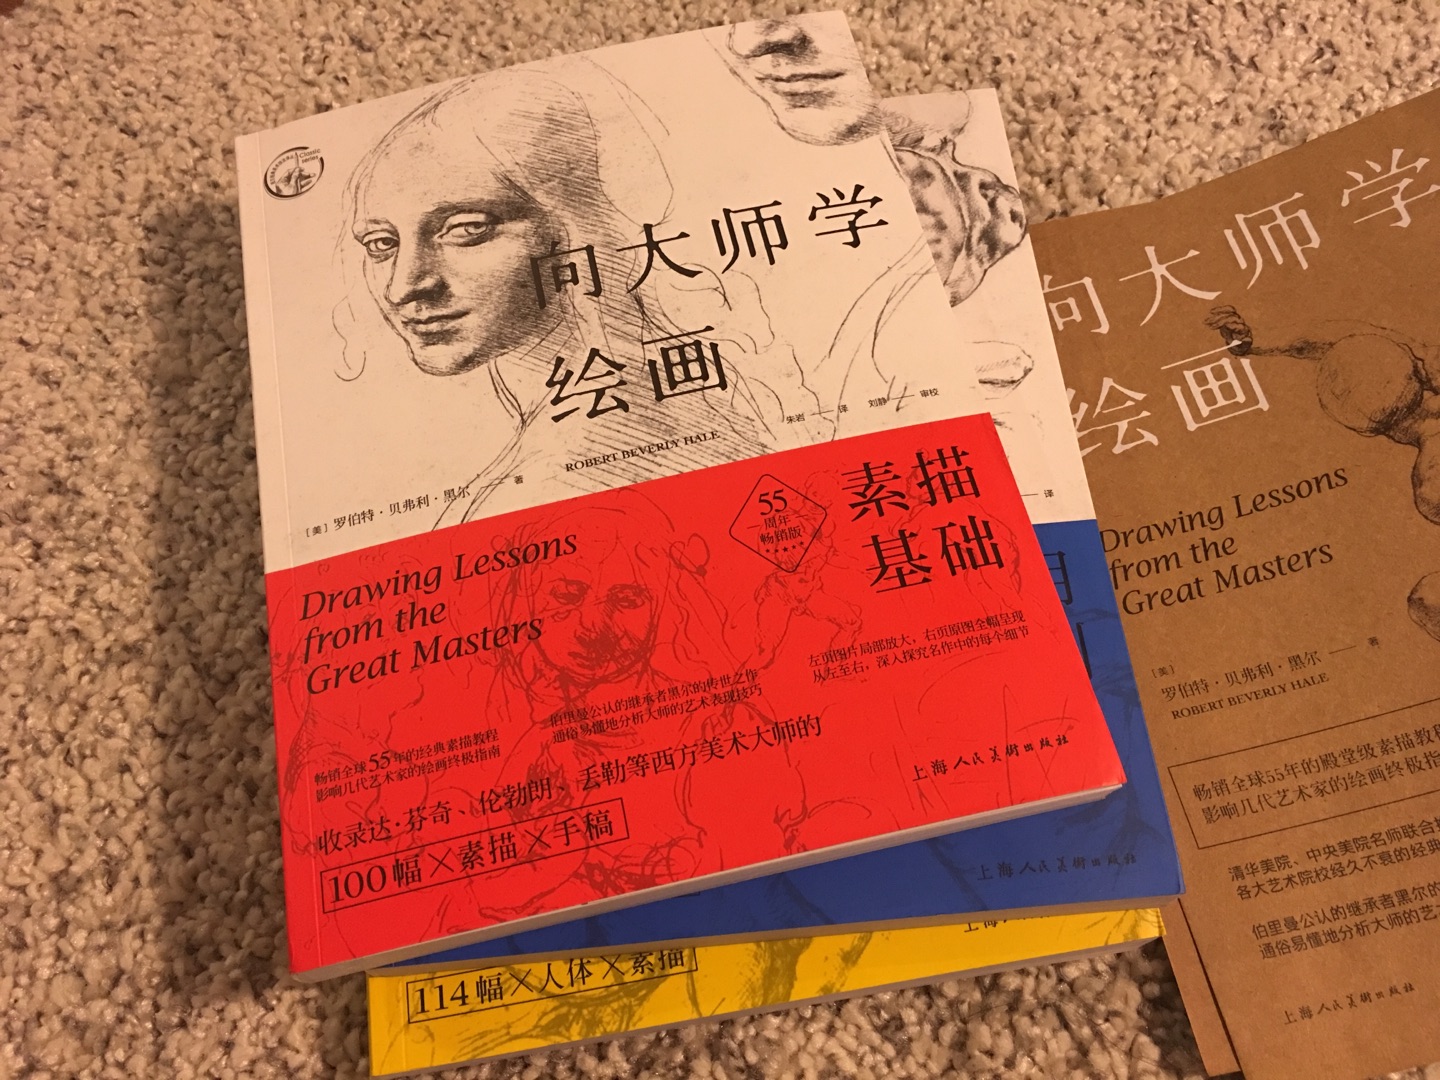 Classic
Series
向大师学
绘画
朱岩 —— 译 刘静 —— 审校
ROBERT BEVERLY HALE
[美] 罗伯特·贝弗利·黑尔 —— 著
55
周年
畅销版
★★★★★
素描
基础
Drawing Lessons
from the
Great Masters
左页图片局部放大，右页原图全幅呈现
从左至右，深入探究名作中的每个细节
伯里曼公认的继承者黑尔的传世之作
通俗易懂地分析大师的艺术表现技巧
畅销全球55年的经典素描教程
影响几代艺术家的绘画终极指南
收录达·芬奇、伦勃朗、丢勒等西方美术大师的
100幅×素描×手稿
上海人民美术出版社
—— 译
上海人民美术出版社
114幅×人体×素描
上海
向大师学
绘画
Drawing Lessons
from the
Great Masters
[美]
罗伯特·贝弗利·黑尔 —— 著
ROBERT BEVERLY HALE
畅销全球55年的殿堂级素描教程
影响几代艺术家的绘画终极指
清华美院、中央美院名师联合
各大艺术院校经久不衰的经典
伯里曼公认的继承者黑尔的
通俗易懂地分析大师的艺
上海人民美术出版社